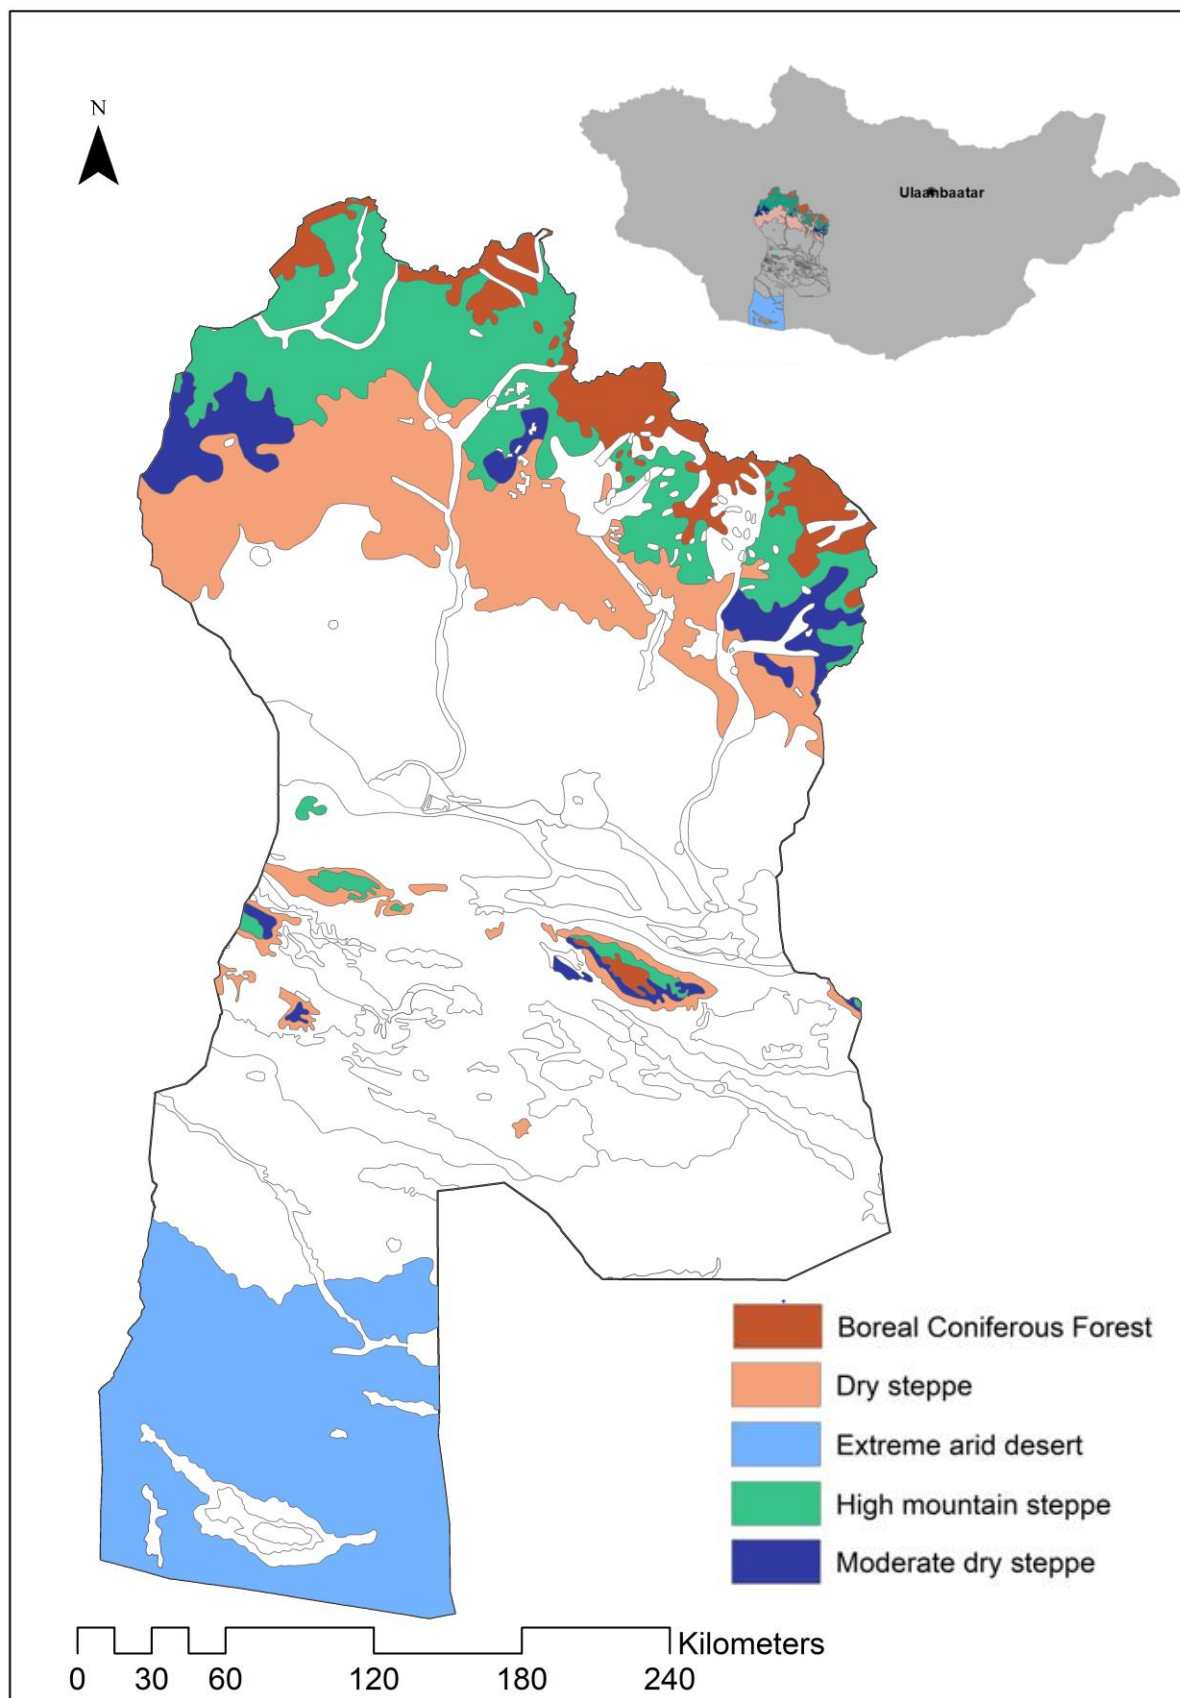 N
Ulaanbaatar
Boreal Coniferous Forest
Dry steppe
Extreme arid desert
High mountain steppe
Moderate dry steppe
Kilometers
0 30 60 120 180 240